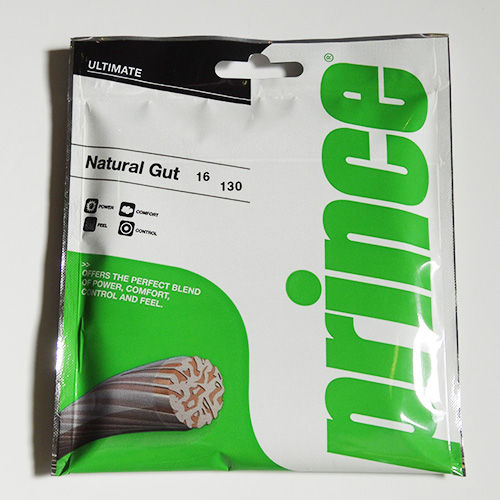 ULTIMATE
prince®
Natural Gut 16 130
POWER COMFORT
FEEL CONTROL
>>
OFFERS THE PERFECT BLEND
OF POWER, COMFORT,
CONTROL AND FEEL.